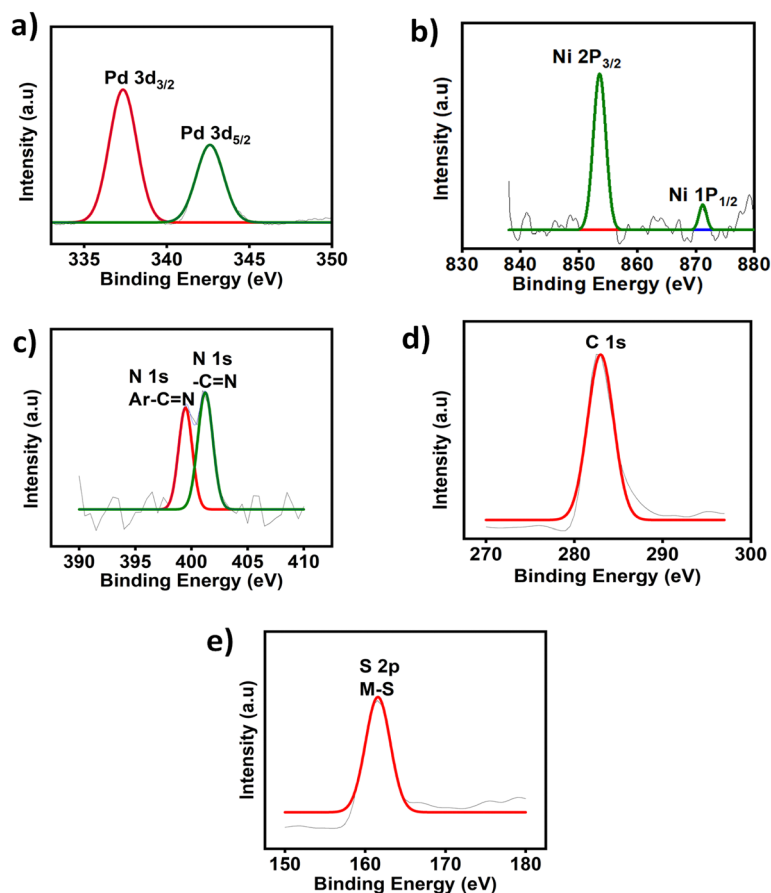 a)
Pd 3d3/2
Pd 3d5/2
Intensity (a.u)
335 340 345 350
Binding Energy (eV)
b)
Ni 2P3/2
Ni 1P1/2
Intensity (a.u)
830 840 850 860 870 880
Binding Energy (eV)
c)
N 1s
Ar-C=N
N 1s
-C=N
Intensity (a.u)
390 395 400 405 410
Binding Energy (eV)
d)
C 1s
Intensity (a.u)
270 280 290 300
Binding Energy (eV)
e)
S 2p
M-S
Intensity (a.u)
150 160 170 180
Binding Energy (eV)